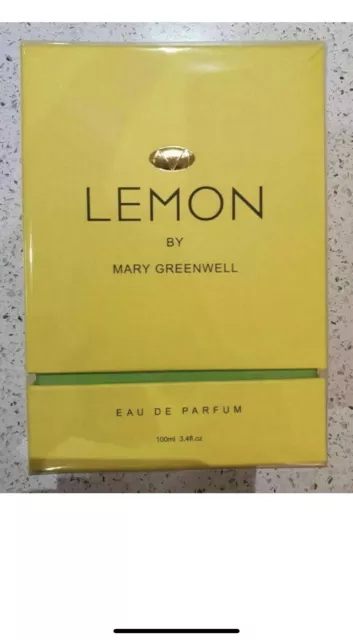 LEMON
BY
MARY GREENWELL
EAU DE PARFUM
100ml 3.4fl.oz